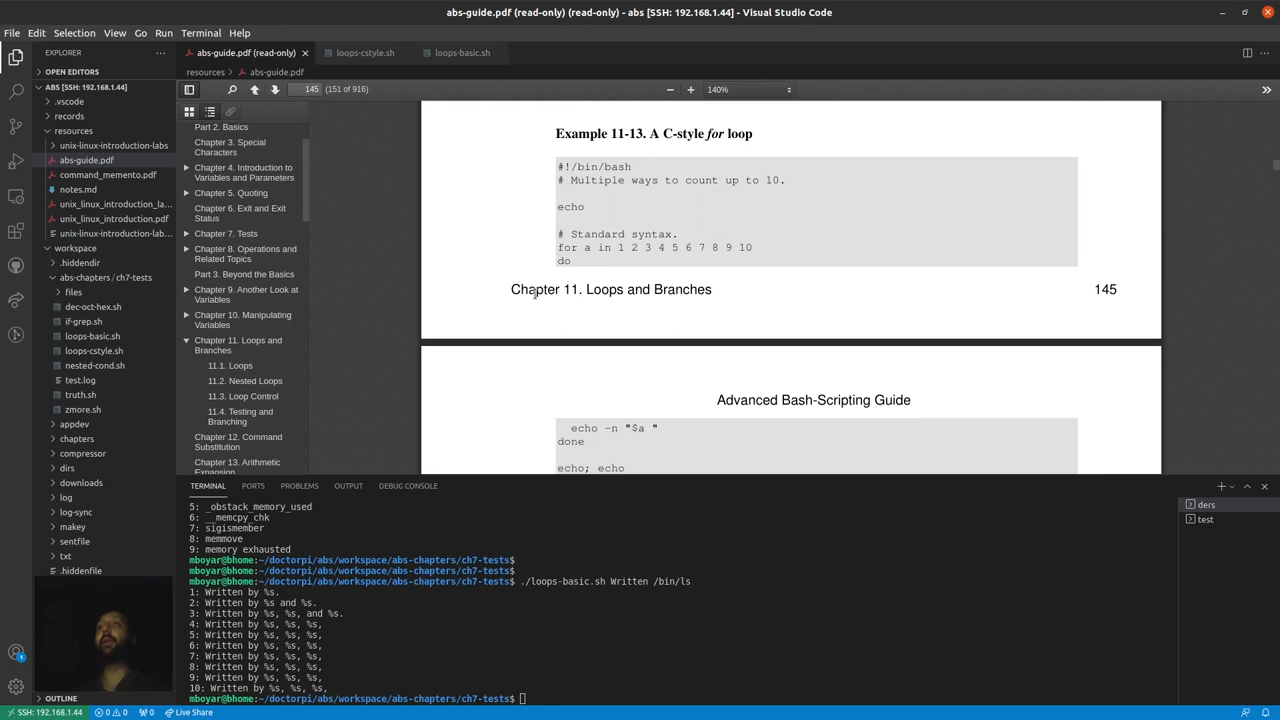 abs-guide.pdf (read-only) (read-only) - abs [SSH: 192.168.1.44] - Visual Studio Code
File Edit Selection View Go Run Terminal Help
EXPLORER
OPEN EDITORS
ABS [SSH: 192.168.1.44]
.vscode
records
resources
unix-linux-introduction-labs
abs-guide.pdf
command_memento.pdf
notes.md
unix_linux_introduction_la...
unix_linux_introduction.pdf
unix-linux-introduction-lab...
workspace
.hiddendir
abs-chapters/ch7-tests
files
dec-oct-hex.sh
if-grep.sh
loops-basic.sh
loops-cstyle.sh
nested-cond.sh
test.log
truth.sh
zmore.sh
appdev
chapters
compressor
dirs
downloads
log
log-sync
makey
sentfile
txt
.hiddenfile
OUTLINE
abs-guide.pdf (read-only)
loops-cstyle.sh
loops-basic.sh
resources > abs-guide.pdf
145 (151 of 916)
140%
Part 2. Basics
Chapter 3. Special
Characters
Chapter 4. Introduction to
Variables and Parameters
Chapter 5. Quoting
Chapter 6. Exit and Exit
Status
Chapter 7. Tests
Chapter 8. Operations and
Related Topics
Part 3. Beyond the Basics
Chapter 9. Another Look at
Variables
Chapter 10. Manipulating
Variables
Chapter 11. Loops and
Branches
11.1. Loops
11.2. Nested Loops
11.3. Loop Control
11.4. Testing and
Branching
Chapter 12. Command
Substitution
Chapter 13. Arithmetic
Expansion
Example 11-13. A C-style for loop
#!/bin/bash
# Multiple ways to count up to 10.
echo
# Standard syntax.
for a in 1 2 3 4 5 6 7 8 9 10
do
Chapter 11. Loops and Branches 145
Advanced Bash-Scripting Guide
echo -n "$a "
done
echo; echo
TERMINAL PORTS PROBLEMS OUTPUT DEBUG CONSOLE
5: _obstack_memory_used
6: __memcpy_chk
7: sigismember
8: memmove
9: memory exhausted
mboyar@bhome:~/doctorpi/abs/workspace/abs-chapters/ch7-tests$
mboyar@bhome:~/doctorpi/abs/workspace/abs-chapters/ch7-tests$
mboyar@bhome:~/doctorpi/abs/workspace/abs-chapters/ch7-tests$ ./loops-basic.sh Written /bin/ls
1: Written by %s.
2: Written by %s and %s.
3: Written by %s, %s, and %s.
4: Written by %s, %s, %s,
5: Written by %s, %s, %s,
6: Written by %s, %s, %s,
7: Written by %s, %s, %s,
8: Written by %s, %s, %s,
9: Written by %s, %s, %s,
10: Written by %s, %s, %s,
mboyar@bhome:~/doctorpi/abs/workspace/abs-chapters/ch7-tests$
ders
test
SSH: 192.168.1.44 0 0 0 Live Share